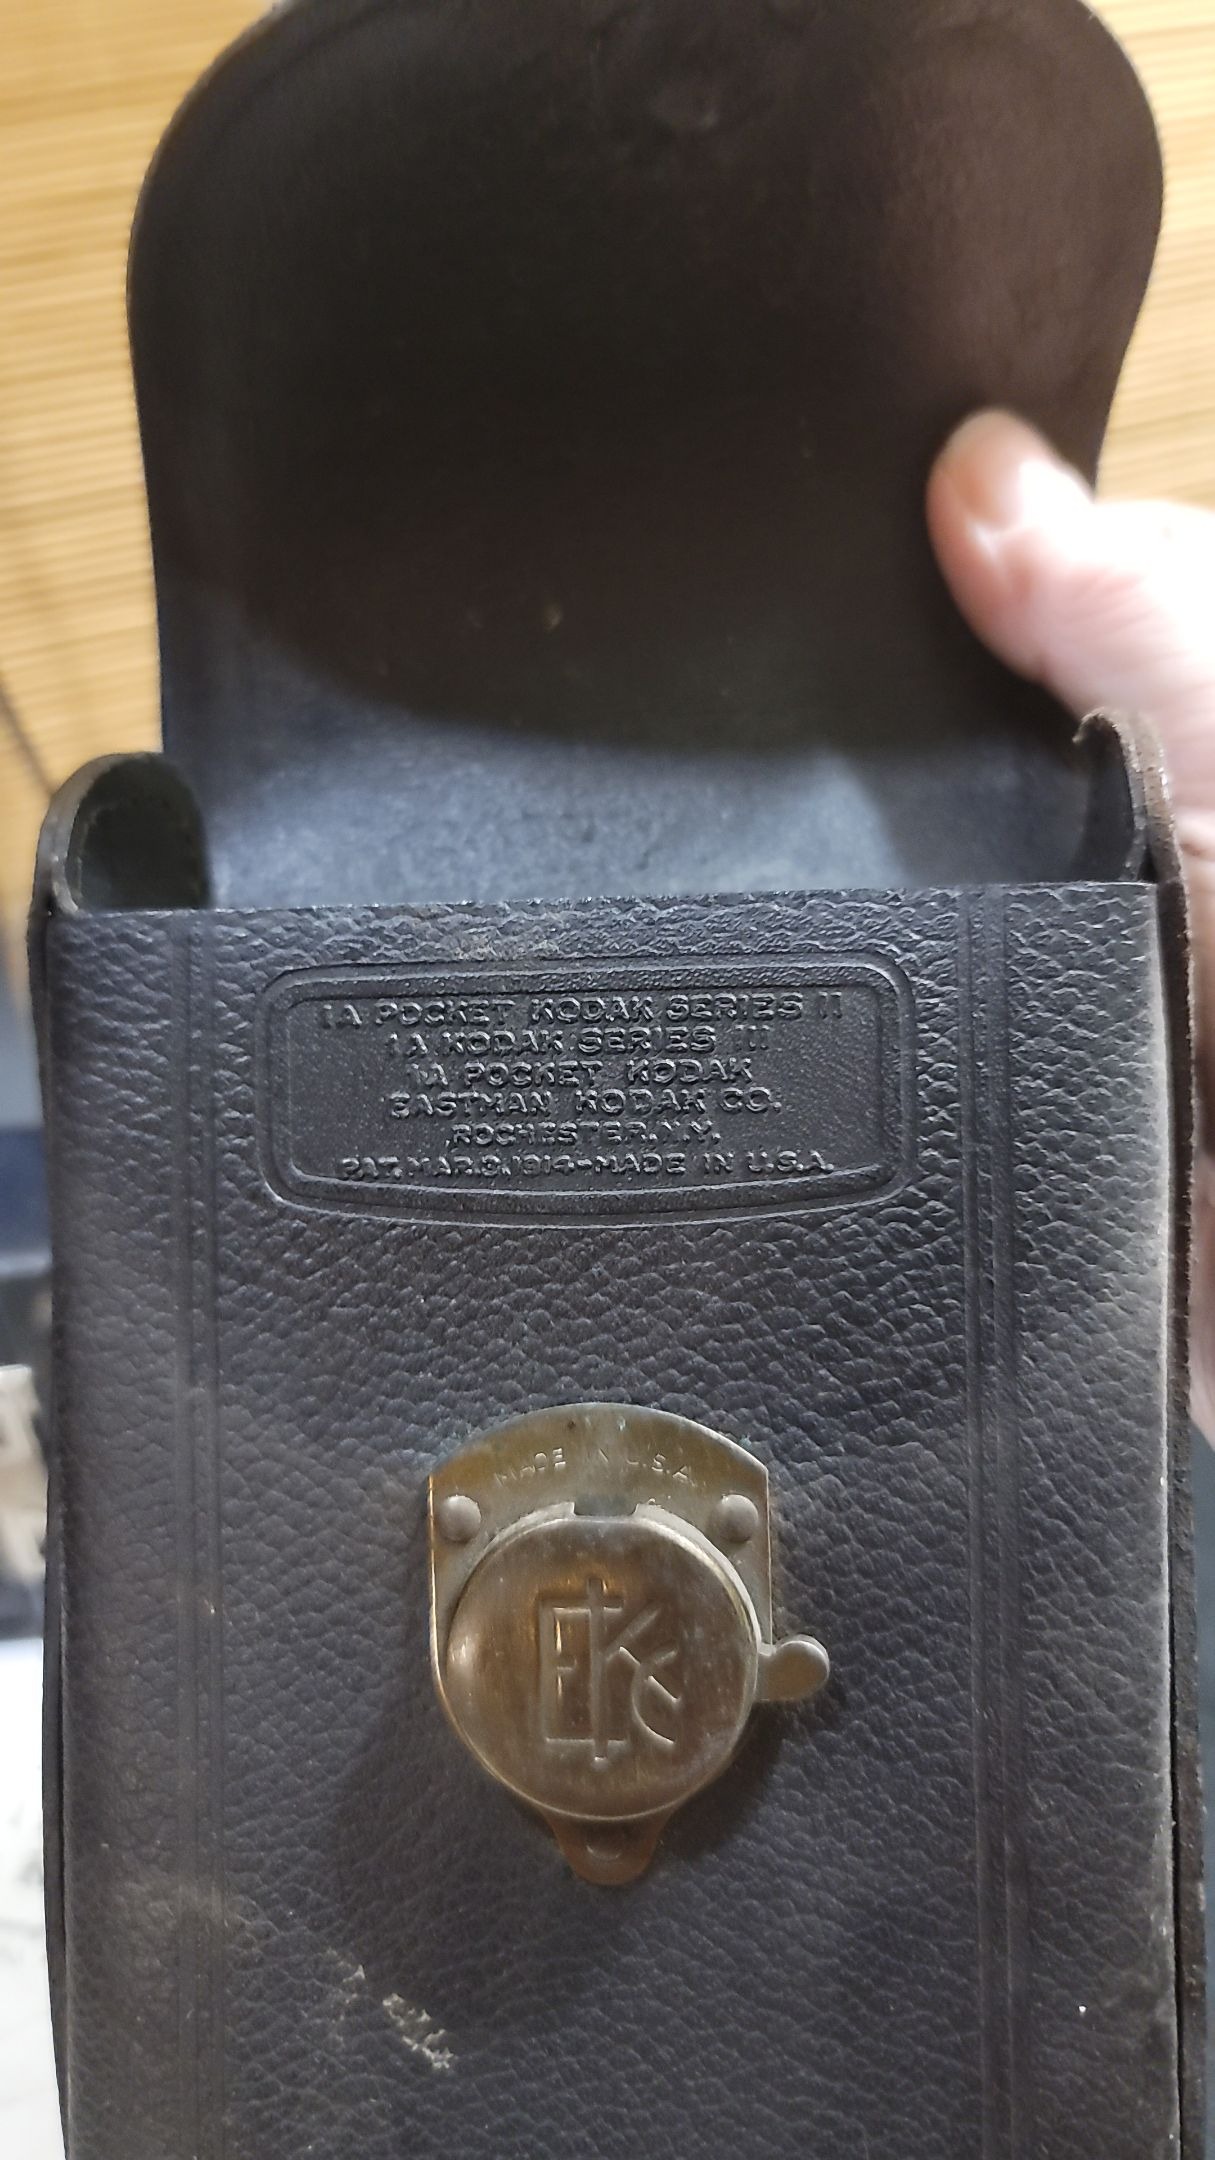 1A POCKET KODAK SERIES II
1A KODAK SERIES III
1A POCKET KODAK
EASTMAN KODAK CO.
ROCHESTER, N.Y.
PAT. MAR. 3, 1914-MADE IN U.S.A.
MADE IN U.S.A.
EKC